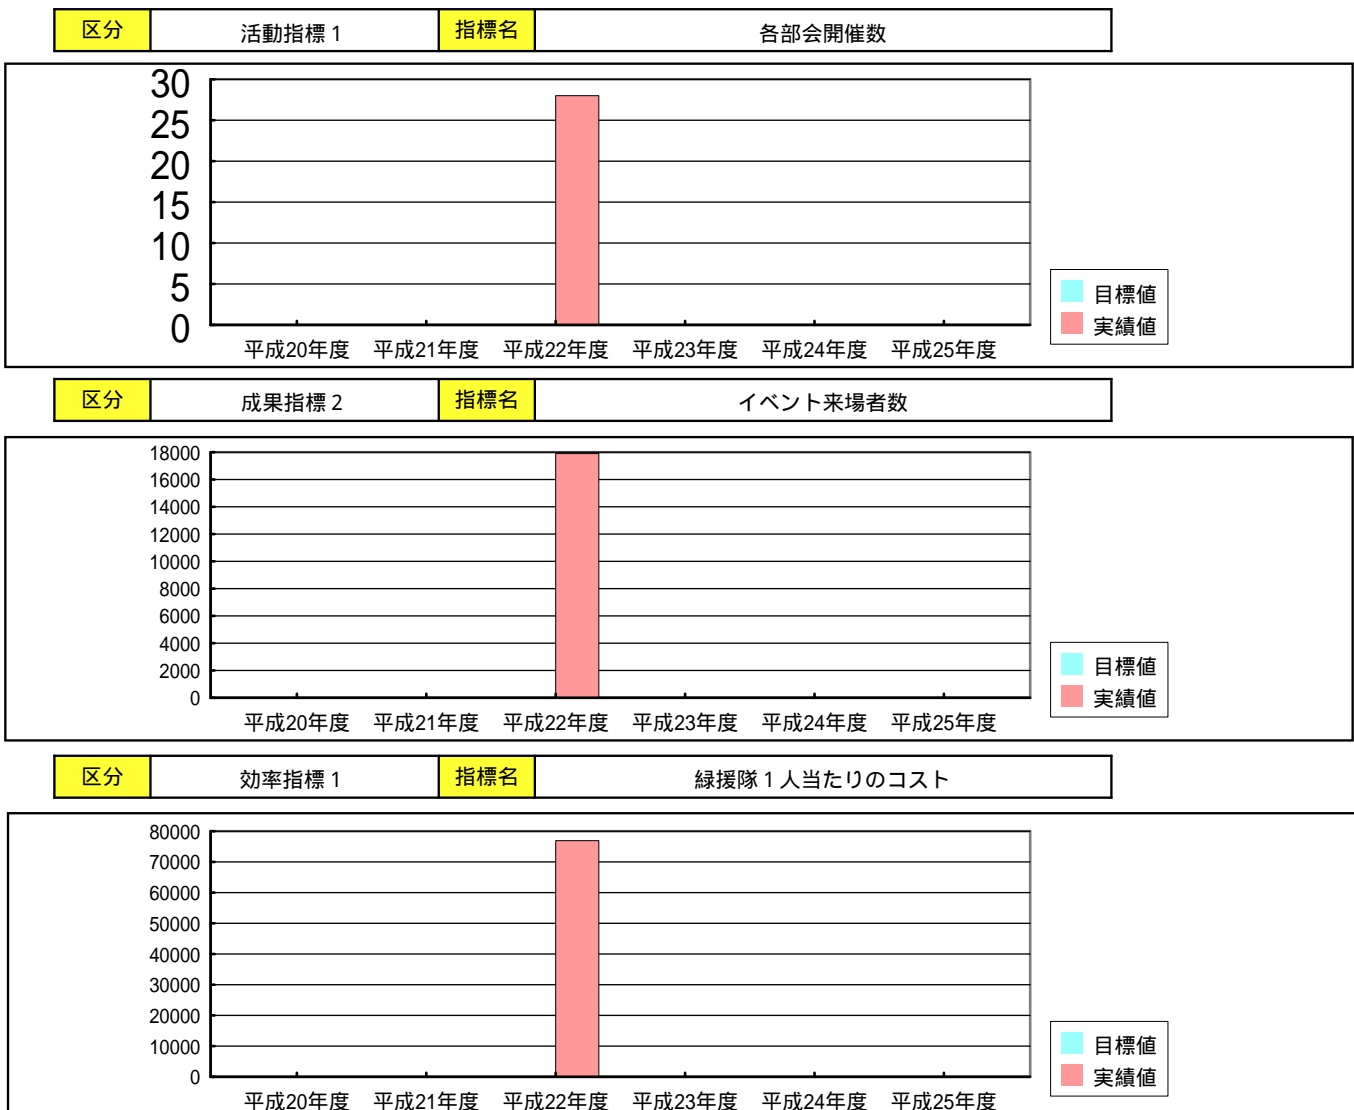 区分 活動指標１ 指標名 各部会開催数
30
25
20
15
10
5
0
平成20年度 平成21年度 平成22年度 平成23年度 平成24年度 平成25年度
目標値
実績値
区分 成果指標２ 指標名 イベント来場者数
18000
16000
14000
12000
10000
8000
6000
4000
2000
0
平成20年度 平成21年度 平成22年度 平成23年度 平成24年度 平成25年度
目標値
実績値
区分 効率指標１ 指標名 緑援隊１人当たりのコスト
80000
70000
60000
50000
40000
30000
20000
10000
0
平成20年度 平成21年度 平成22年度 平成23年度 平成24年度 平成25年度
目標値
実績値